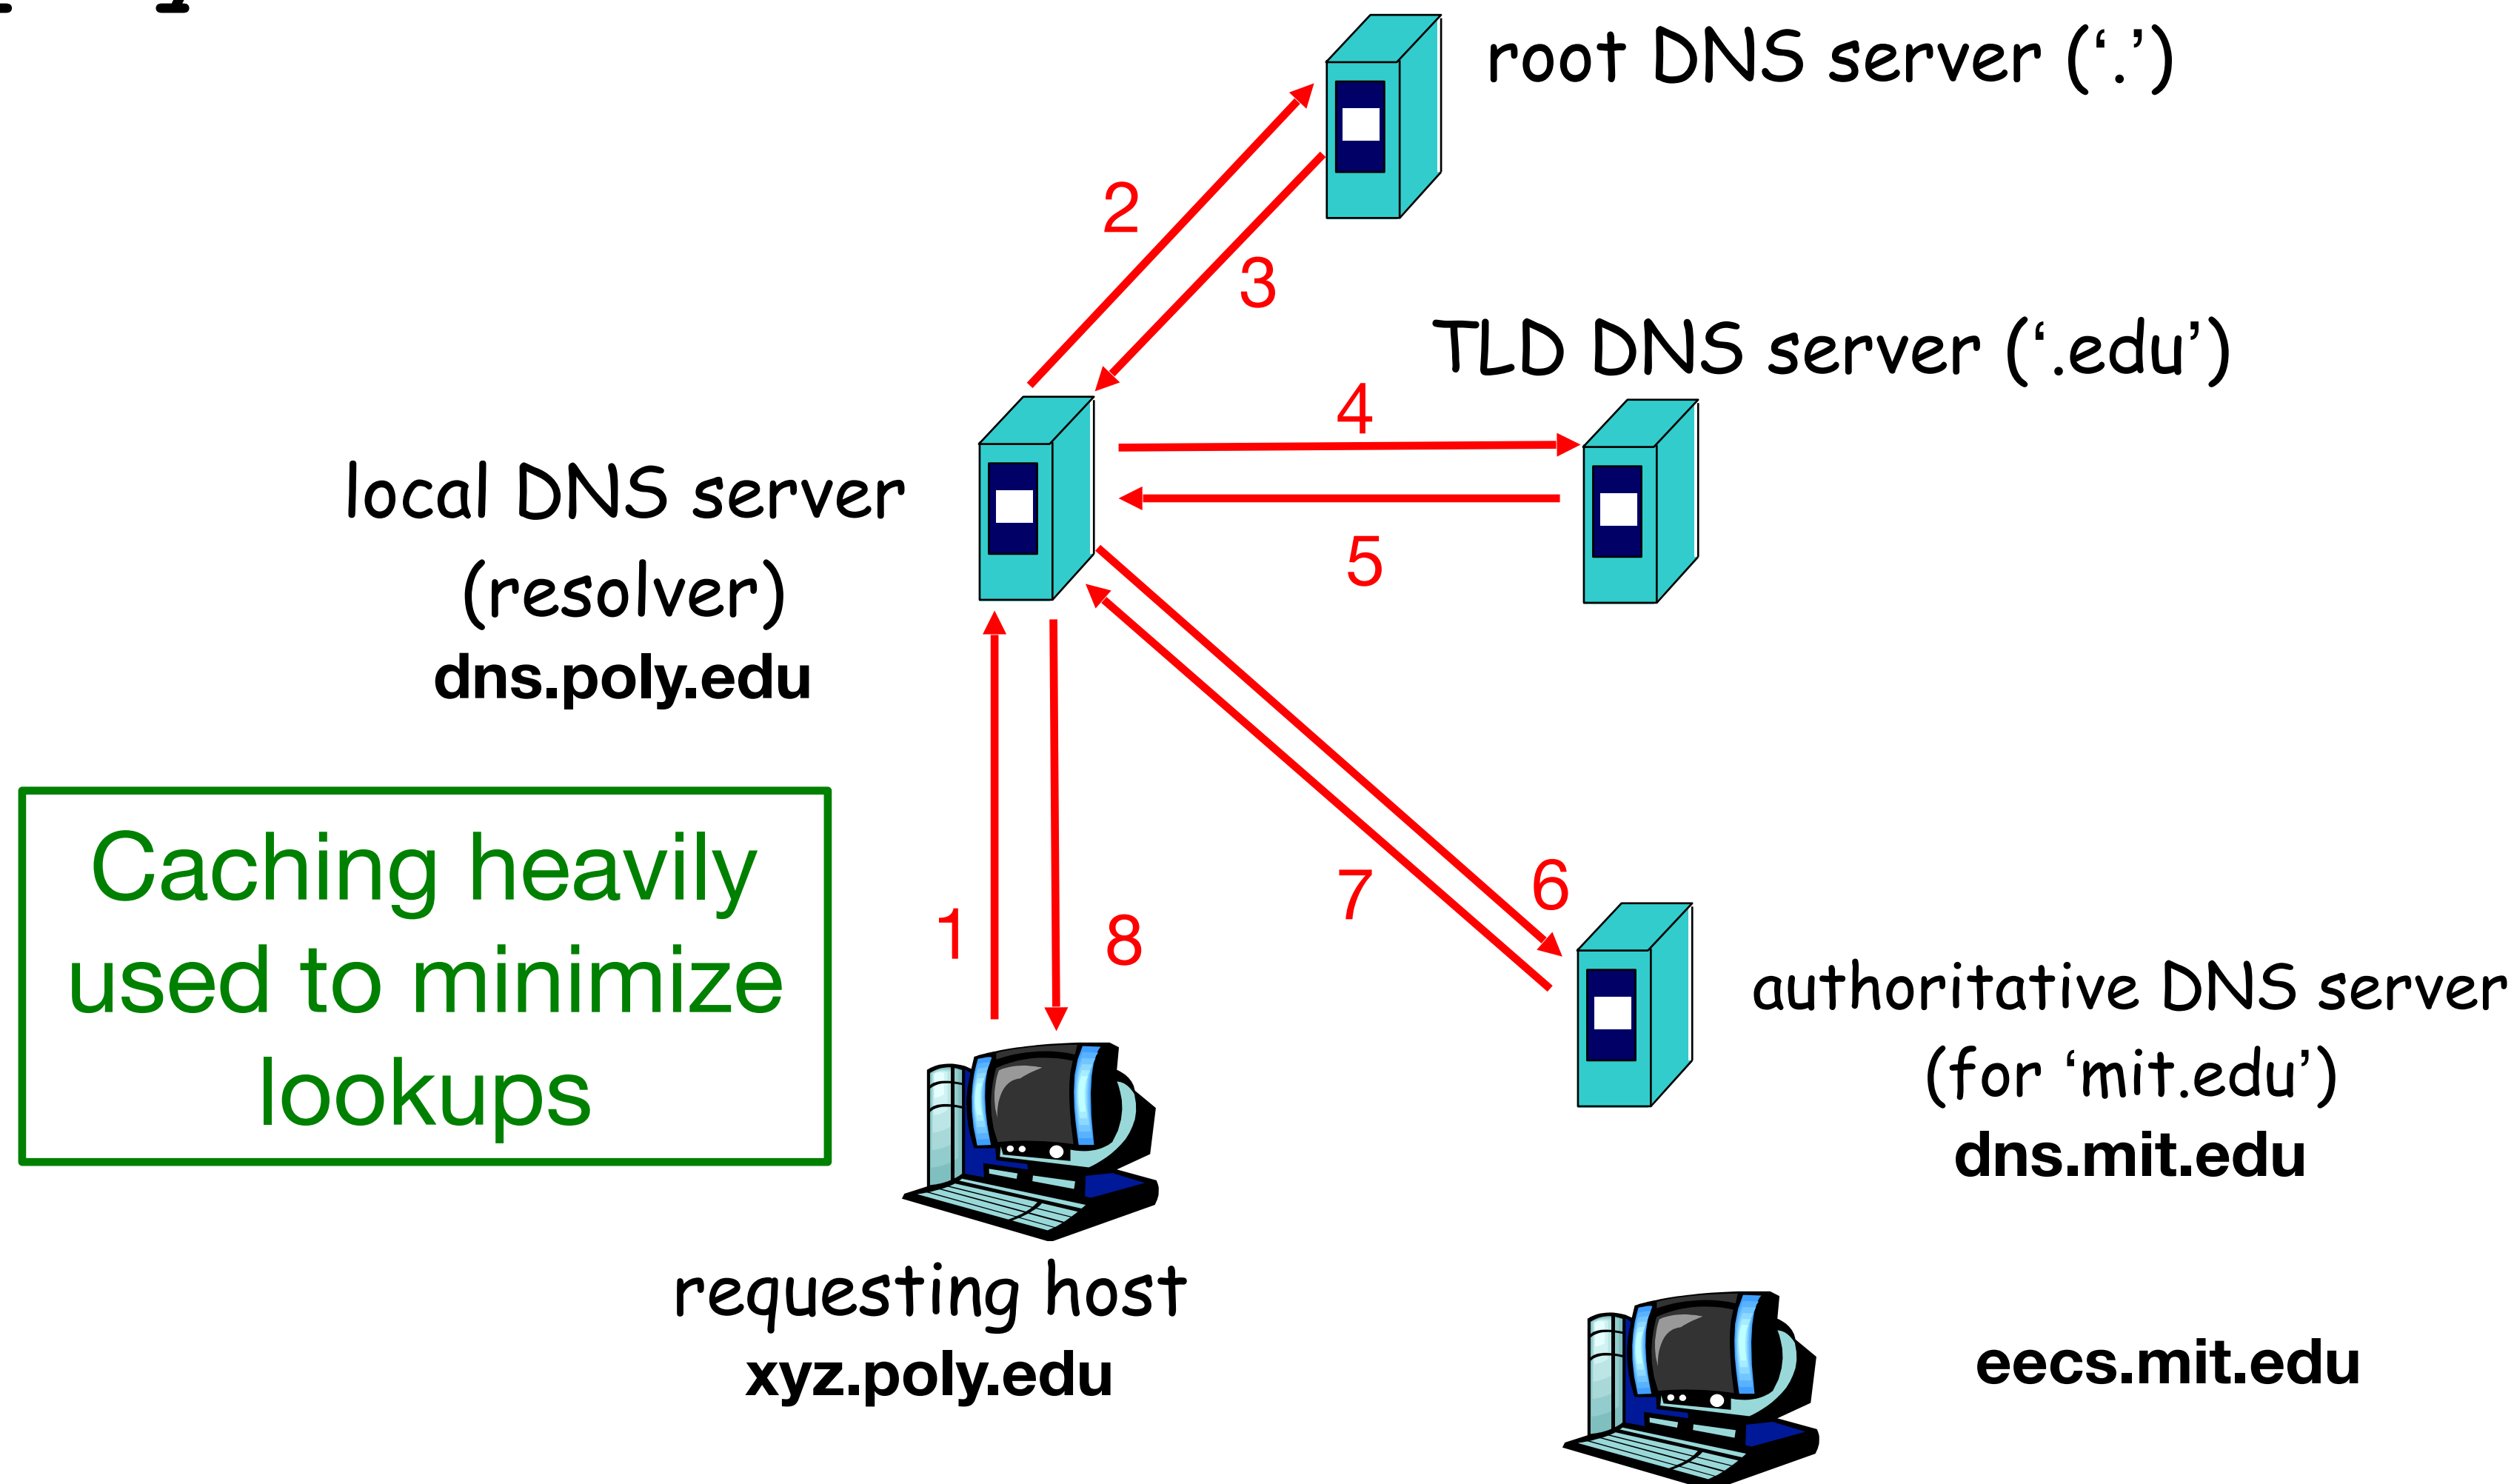 root DNS server (‘.’)
2
3
TLD DNS server (‘.edu’)
4
local DNS server
(resolver)
dns.poly.edu
5
Caching heavily
used to minimize
lookups
1
8
7
6
authoritative DNS server
(for ‘mit.edu’)
dns.mit.edu
requesting host
xyz.poly.edu
eecs.mit.edu